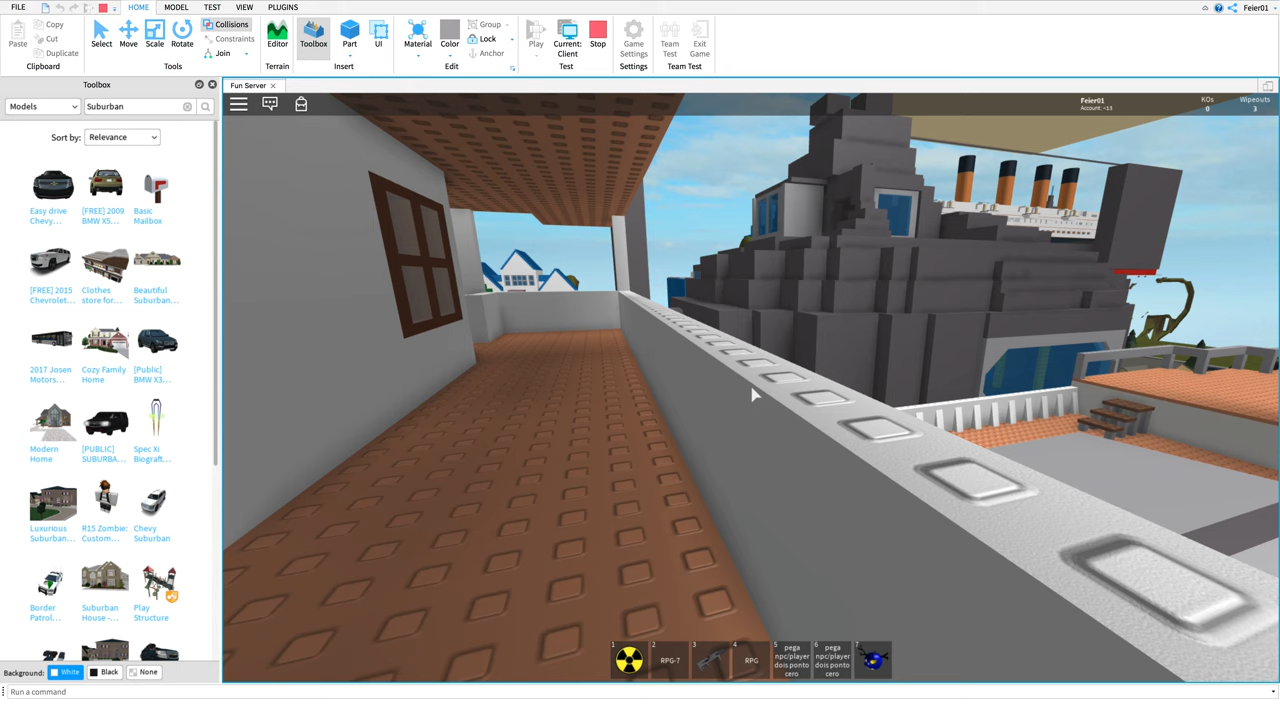 FILE HOME MODEL TEST VIEW PLUGINS Feier01
Copy
Cut
Duplicate
Paste
Clipboard
Select Move Scale Rotate
Collisions
Constraints
Join
Tools
Editor
Terrain
Toolbox Part UI
Insert
Material Color
Group
Lock
Anchor
Edit
Play Current: Client Stop
Test
Game Settings
Settings
Team Test Exit Game
Team Test
Toolbox
Models Suburban
Sort by: Relevance
Easy drive Chevy...
[FREE] 2009 BMW X5...
Basic Mailbox
[FREE] 2015 Chevrolet...
Clothes store for...
Beautiful Suburban...
2017 Josen Motors...
Cozy Family Home
[Public] BMW X3...
Modern Home
[PUBLIC] SUBURBA...
Spec Xi Biograft...
Luxurious Suburban...
R15 Zombie: Custom...
Chevy Suburban
Border Patrol...
Suburban House -...
Play Structure
Background: White Black None
Run a command
Fun Server
Feier01
Account: <13
KOs
0
Wipeouts
3
1
2 RPG-7
3
4 RPG
5 pega npc/player dois ponto cero
6 pega npc/player dois ponto cero
7